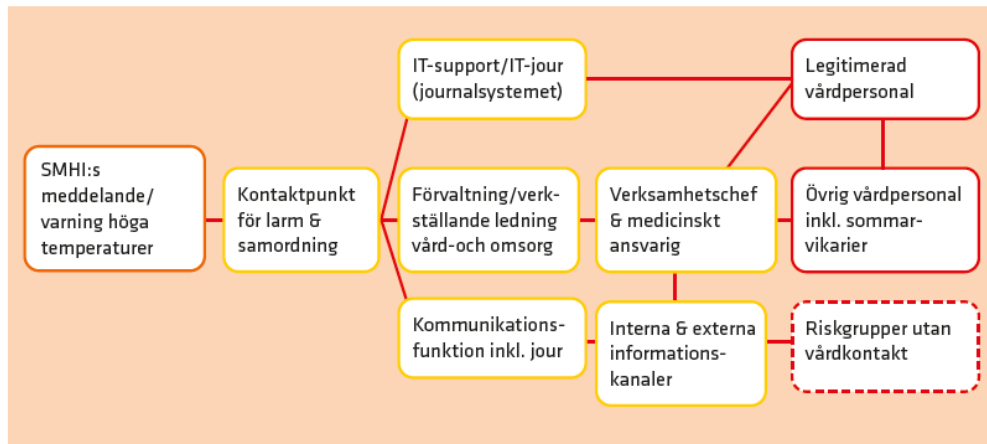 SMHI:s
meddelande/
varning höga
temperaturer
Kontaktpunkt
för larm &
samordning
IT-support/IT-jour
(journalsystemet)
Förvaltning/verk-
ställande ledning
vård-och omsorg
Kommunikations-
funktion inkl. jour
Verksamhetschef
& medicinskt
ansvarig
Interna & externa
informations-
kanaler
Legitimerad
vårdpersonal
Övrig vårdpersonal
inkl. sommar-
vikarier
Riskgrupper utan
vårdkontakt